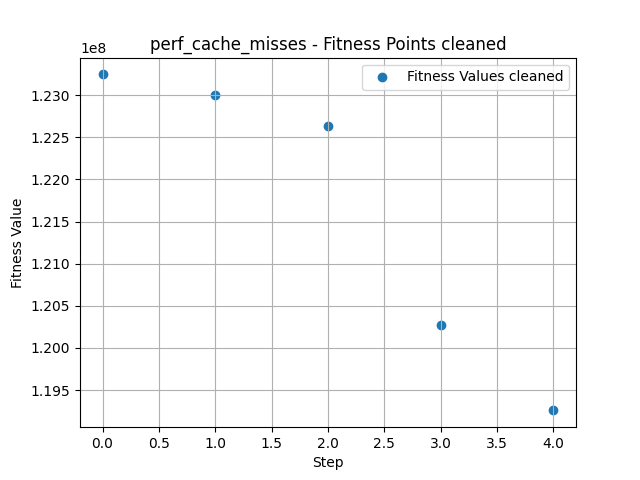 perf_cache_misses - Fitness Points cleaned
1e8
Fitness Values cleaned
Fitness Value
1.230
1.225
1.220
1.215
1.210
1.205
1.200
1.195
0.0 0.5 1.0 1.5 2.0 2.5 3.0 3.5 4.0
Step